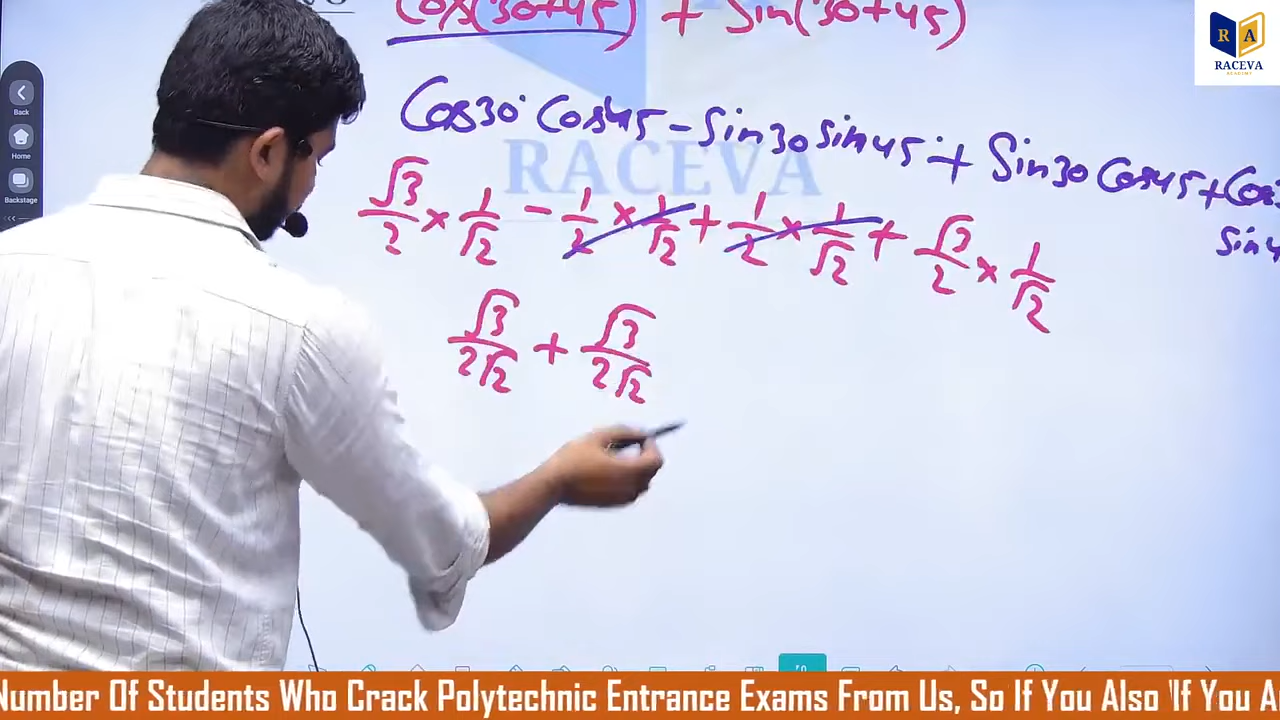 Cos(30+45) + Sin(30+45)
Cos30° Cos45 - Sin30 Sin45 + Sin30 Cos45 + Cos
Sin4
√3/2 × 1/√2 - 1/2 × 1/√2 + 1/2 × 1/√2 + √3/2 × 1/√2
√3/2√2 + √3/2√2
RACEVA
R A
RACEVA
ACADEMY
Back
Home
Backstage
Number Of Students Who Crack Polytechnic Entrance Exams From Us, So If You Also 'If You A